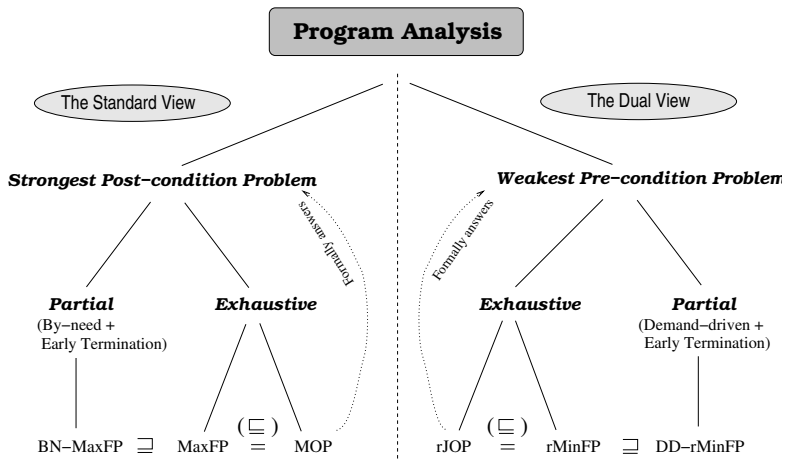 Program Analysis
The Standard View
The Dual View
Strongest Post−condition Problem
Weakest Pre−condition Problem
Formally answers
Formally answers
Partial
(By−need +
Early Termination)
Exhaustive
Exhaustive
Partial
(Demand−driven +
Early Termination)
BN−MaxFP ⊒ MaxFP (⊑) = MOP
rJOP (⊑) = rMinFP ⊒ DD−rMinFP